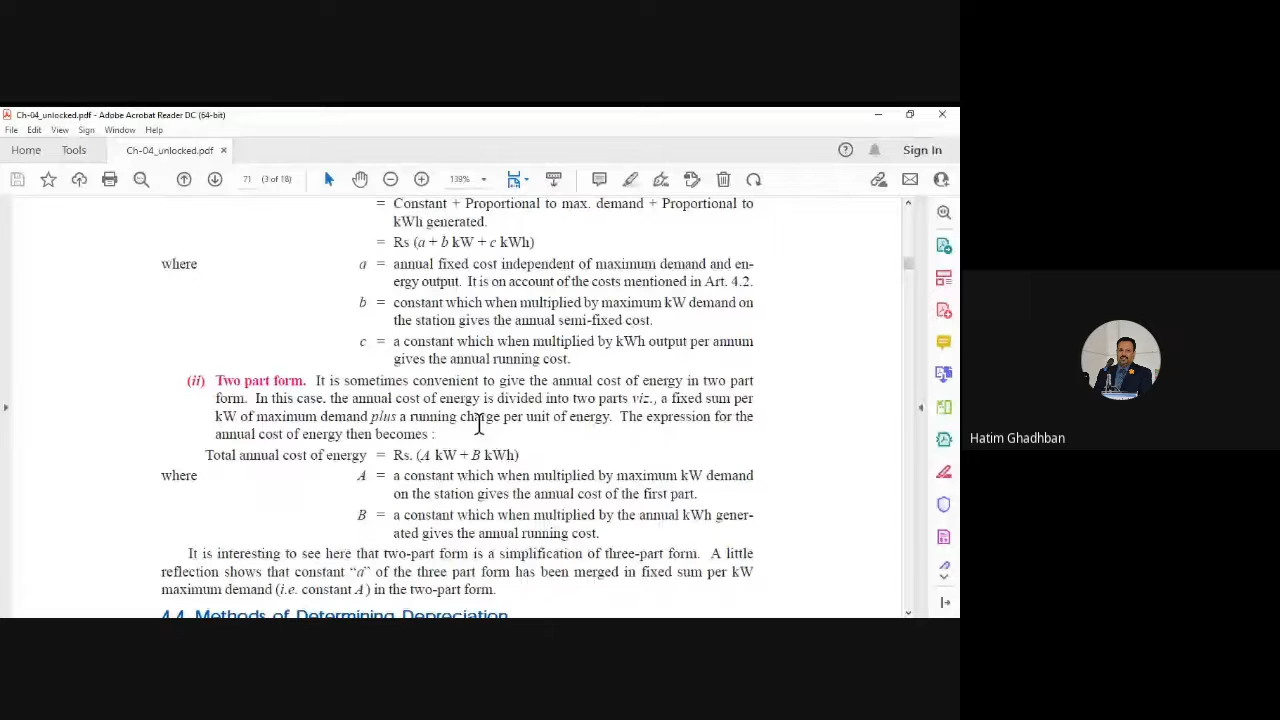 Ch-04_unlocked.pdf - Adobe Acrobat Reader DC (64-bit)
File Edit View Sign Window Help
Home Tools Ch-04_unlocked.pdf × Sign In
71 (3 of 18) 139%
= Constant + Proportional to max. demand + Proportional to
kWh generated.
= Rs (a + b kW + c kWh)
where a = annual fixed cost independent of maximum demand and en-
ergy output. It is on account of the costs mentioned in Art. 4.2.
b = constant which when multiplied by maximum kW demand on
the station gives the annual semi-fixed cost.
c = a constant which when multiplied by kWh output per annum
gives the annual running cost.
(ii) Two part form. It is sometimes convenient to give the annual cost of energy in two part
form. In this case. the annual cost of energy is divided into two parts viz., a fixed sum per
kW of maximum demand plus a running charge per unit of energy. The expression for the
annual cost of energy then becomes :
Total annual cost of energy = Rs. (A kW + B kWh)
where A = a constant which when multiplied by maximum kW demand
on the station gives the annual cost of the first part.
B = a constant which when multiplied by the annual kWh gener-
ated gives the annual running cost.
It is interesting to see here that two-part form is a simplification of three-part form. A little
reflection shows that constant “a” of the three part form has been merged in fixed sum per kW
maximum demand (i.e. constant A) in the two-part form.
4.4 Methods of Determining Depreciation
Hatim Ghadhban